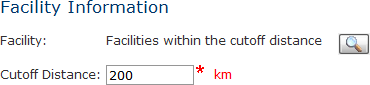 Facility Information
Facility: Facilities within the cutoff distance
Cutoff Distance: 200 * km